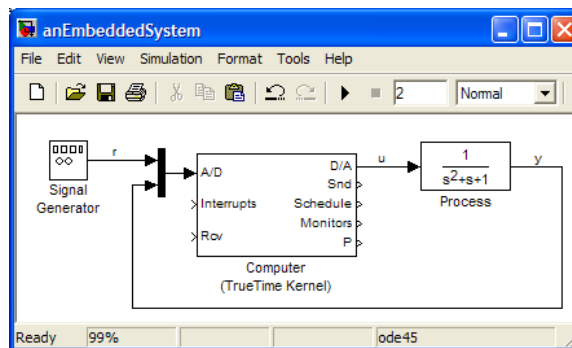 anEmbeddedSystem
File Edit View Simulation Format Tools Help
2 Normal
r
Signal
Generator
A/D
Interrupts
Rcv
D/A
Snd
Schedule
Monitors
P
Computer
(TrueTime Kernel)
u
1
s²+s+1
Process
y
Ready 99% ode45